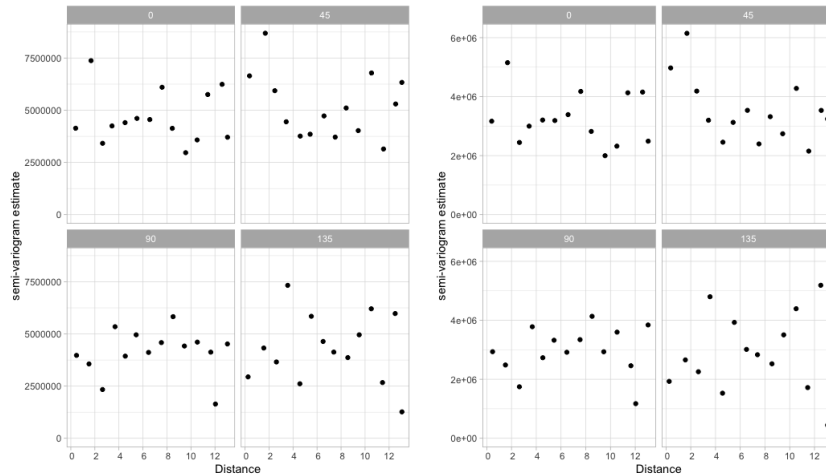 0 45
7500000
5000000
2500000
0
90 135
7500000
5000000
2500000
0
semi-variogram estimate
0 2 4 6 8 10 12 0 2 4 6 8 10 12
Distance
0 45
6e+06
4e+06
2e+06
0e+00
90 135
6e+06
4e+06
2e+06
0e+00
semi-variogram estimate
0 2 4 6 8 10 12 0 2 4 6 8 10 12
Distance